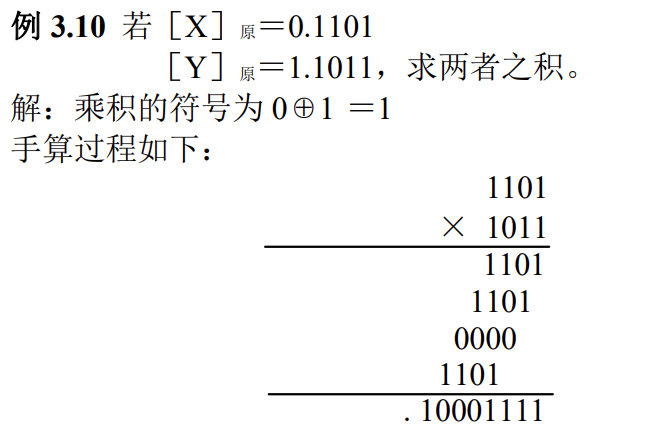 例 3.10 若［X］原＝0.1101
［Y］原＝1.1011，求两者之积。
解：乘积的符号为 0⊕1 ＝1
手算过程如下：
1101
× 1011
1101
1101
0000
1101
. 10001111